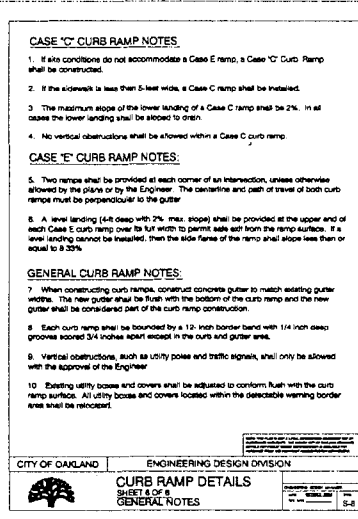 CASE "C" CURB RAMP NOTES
1. If site conditions do not accommodate a Case E ramp, a Case "C" Curb Ramp
shall be constructed.
2. If the sidewalk is less than 5-feet wide, a Case C ramp shall be installed.
3 The maximum slope of the lower landing of a Case C ramp shall be 2%. In all
cases the lower landing shall be sloped to drain.
4. No vertical obstructions shall be allowed within a Case C curb ramp.
CASE "E" CURB RAMP NOTES:
5. Two ramps shall be provided at each corner of an intersection, unless otherwise
allowed by the plans or by the Engineer. The centerline and path of travel of both curb
ramps must be perpendicular to the gutter
6. A level landing (4-ft deep with 2% max. slope) shall be provided at the upper end of
each Case E curb ramp over its full width to permit safe exit from the ramp surface. If a
level landing cannot be installed, then the side flares of the ramp shall slope less then or
equal to 8.33%
GENERAL CURB RAMP NOTES:
7 When constructing curb ramps, construct concrete gutter to match existing gutter
widths. The new gutter shall be flush with the bottom of the curb ramp and the new
gutter shall be considered part of the curb ramp construction.
8 Each curb ramp shall be bounded by a 12- inch border band with 1/4 inch deep
grooves scored 3/4 inches apart except in the curb and gutter area.
9. Vertical obstructions, such as utility poles and traffic signals, shall only be allowed
with the approval of the Engineer
10 Existing utility boxes and covers shall be adjusted to conform flush with the curb
ramp surface. All utility boxes and covers located within the detectable warning border
area shall be relocated.
CITY OF OAKLAND
ENGINEERING DESIGN DIVISION
CURB RAMP DETAILS
SHEET 6 OF 6
GENERAL NOTES
S-8